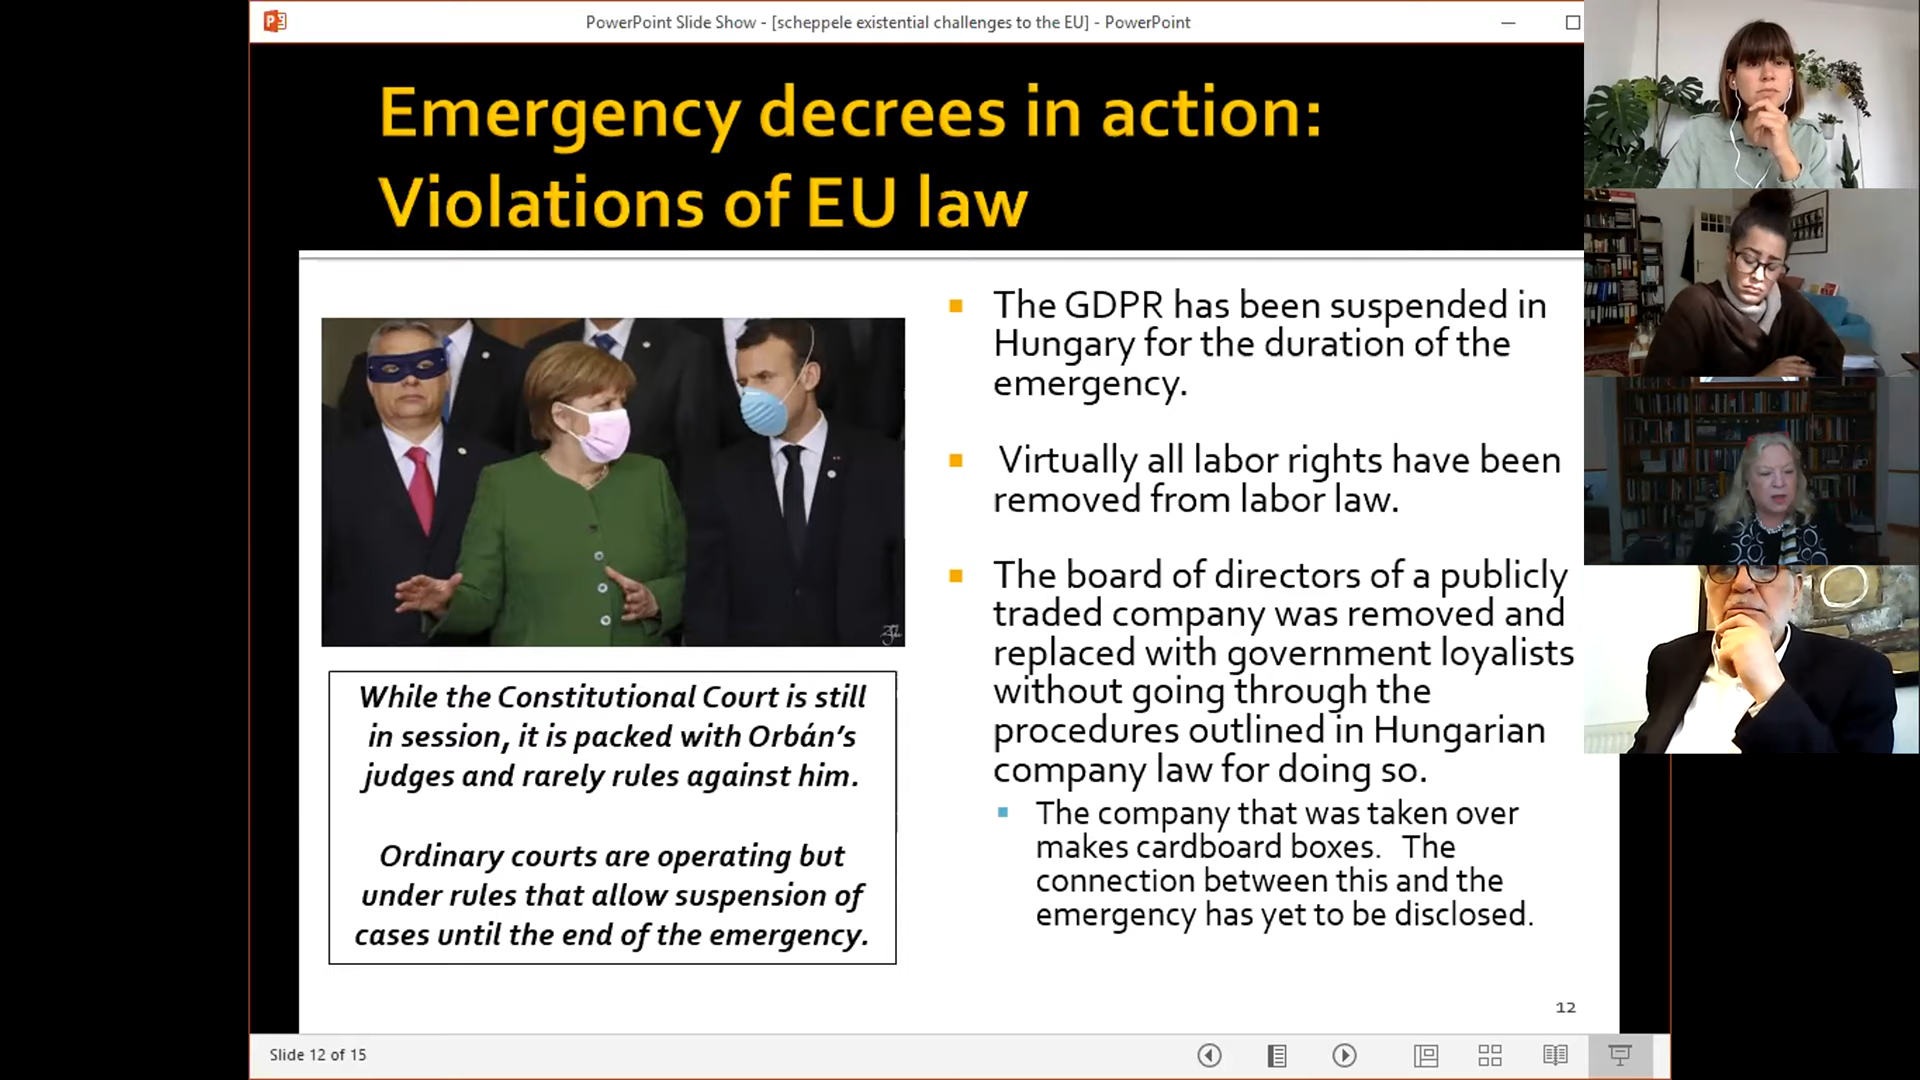 PowerPoint Slide Show - [scheppele existential challenges to the EU] - PowerPoint
Emergency decrees in action:
Violations of EU law
The GDPR has been suspended in
Hungary for the duration of the
emergency.
Virtually all labor rights have been
removed from labor law.
The board of directors of a publicly
traded company was removed and
replaced with government loyalists
without going through the
procedures outlined in Hungarian
company law for doing so.
The company that was taken over
makes cardboard boxes. The
connection between this and the
emergency has yet to be disclosed.
While the Constitutional Court is still
in session, it is packed with Orbán's
judges and rarely rules against him.
Ordinary courts are operating but
under rules that allow suspension of
cases until the end of the emergency.
12
Slide 12 of 15